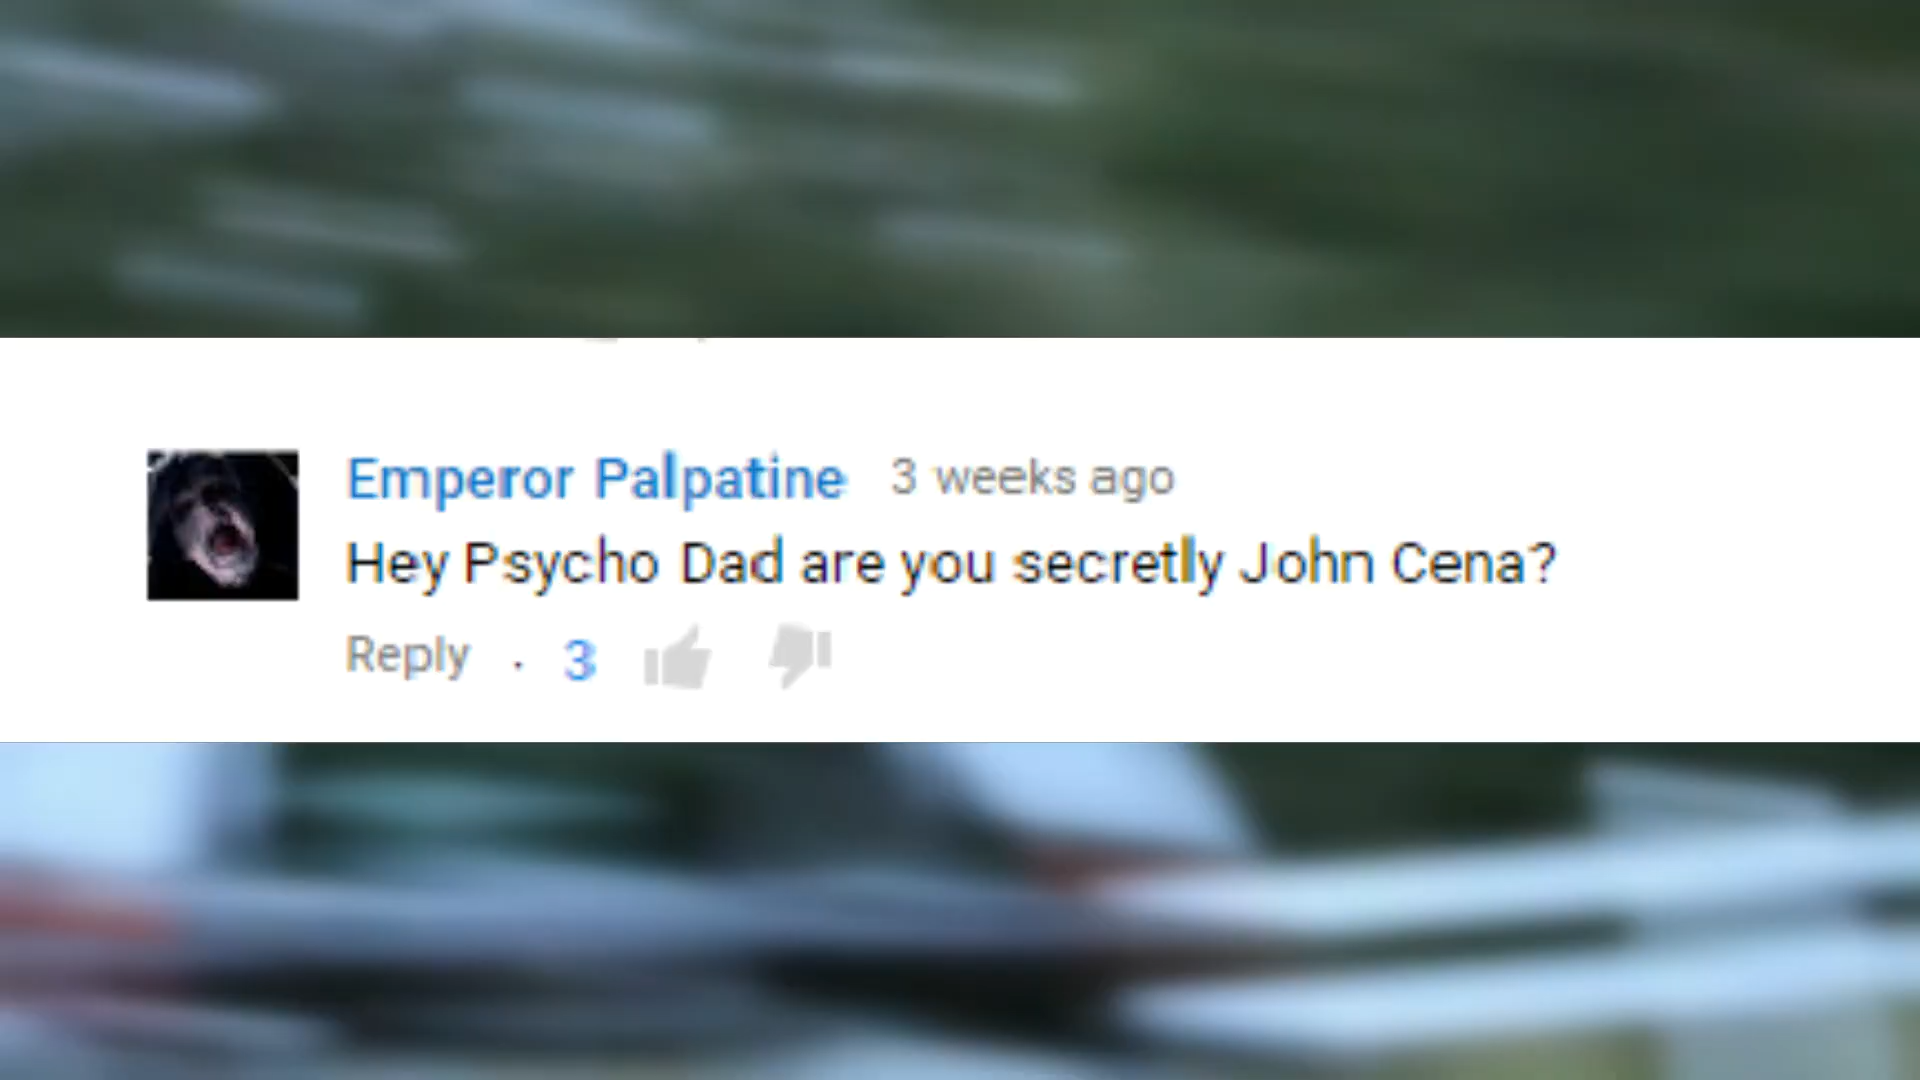 Emperor Palpatine 3 weeks ago
Hey Psycho Dad are you secretly John Cena?
Reply . 3